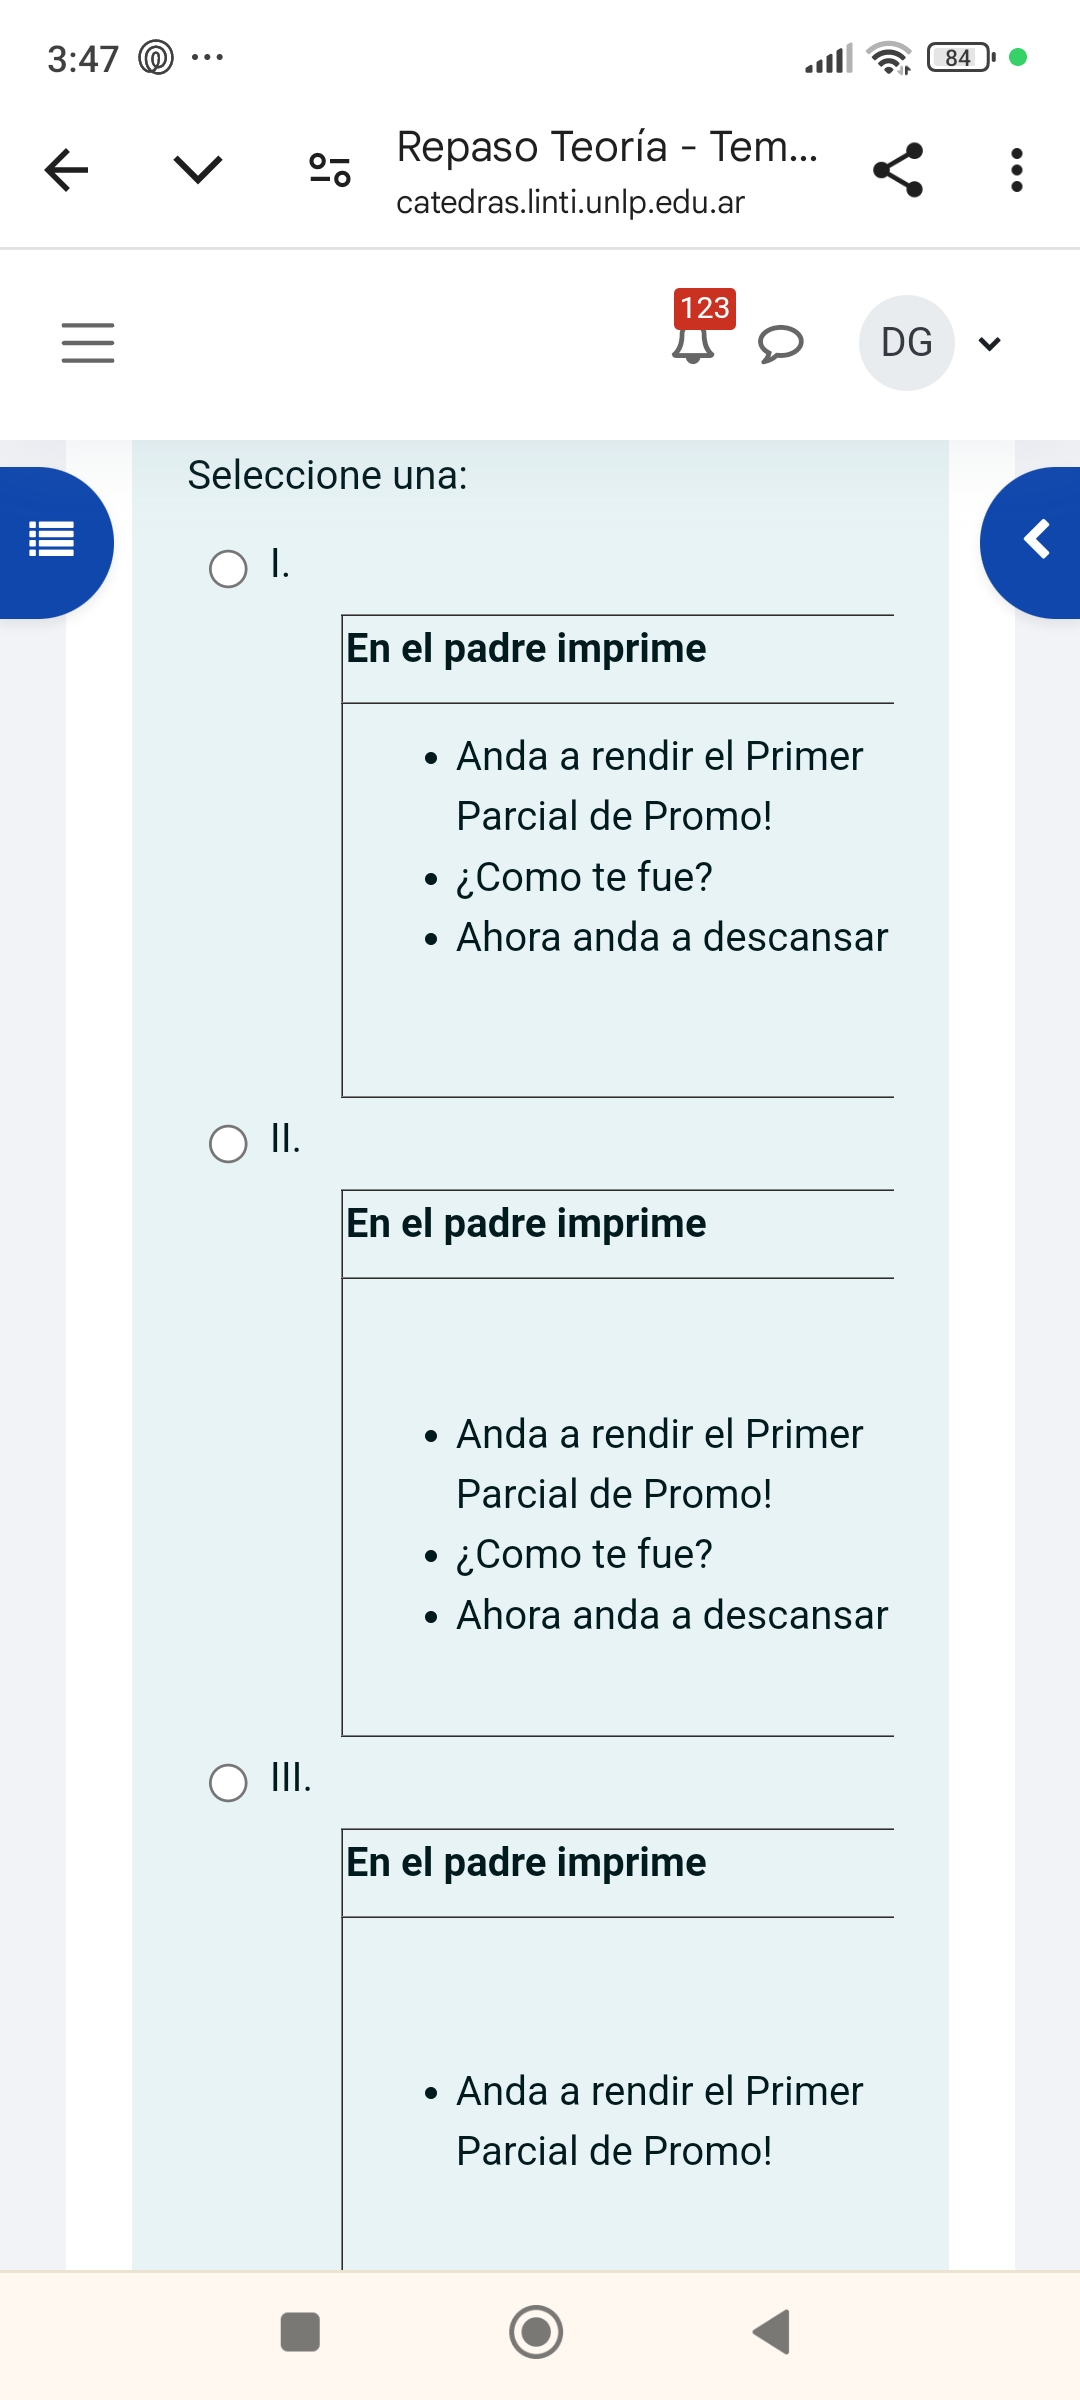 3:47
84
Repaso Teoría - Tem...
catedras.linti.unlp.edu.ar
123
DG
Seleccione una:
I.
En el padre imprime
• Anda a rendir el Primer
Parcial de Promo!
• ¿Como te fue?
• Ahora anda a descansar
II.
En el padre imprime
• Anda a rendir el Primer
Parcial de Promo!
• ¿Como te fue?
• Ahora anda a descansar
III.
En el padre imprime
• Anda a rendir el Primer
Parcial de Promo!